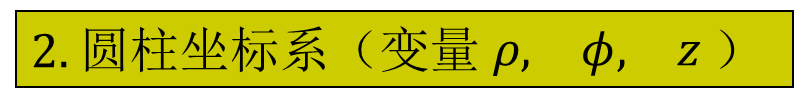 2. 圆柱坐标系（变量 ρ, ϕ, z ）